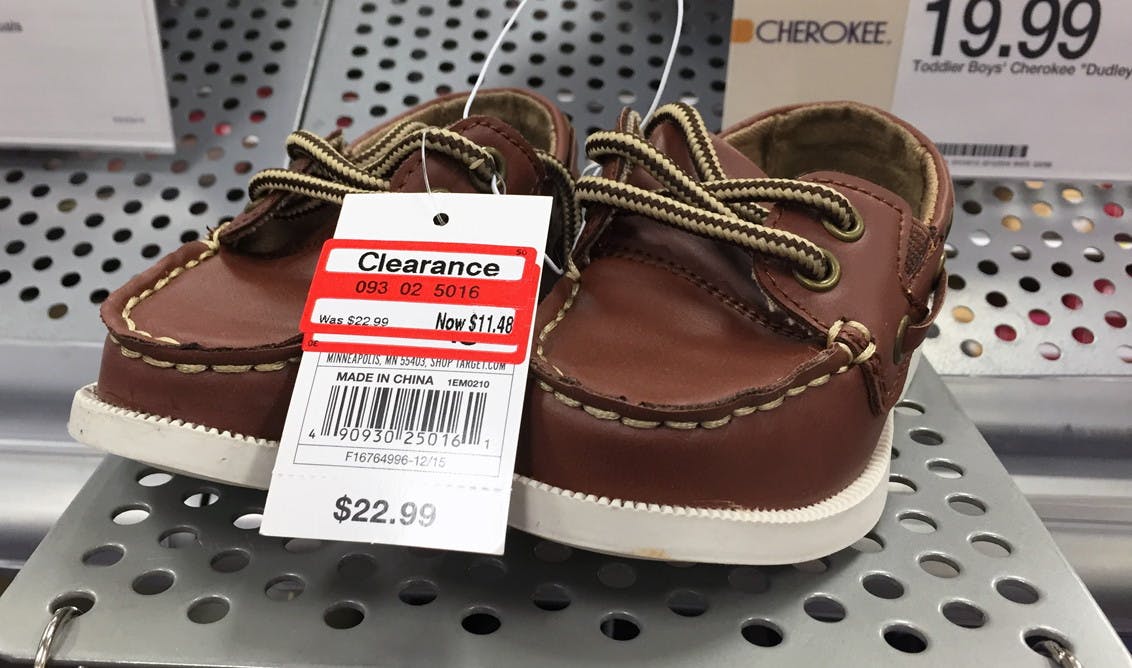 CHEROKEE.
19.99
Toddler Boys' Cherokee "Dudley
50
Clearance
093 02 5016
Was $22.99 Now $11.48
MINNEAPOLIS, MN 55403, SHOP TARGET.COM
MADE IN CHINA 1EM0210
4 90930 25016 1
F16764996-12/15
$22.99